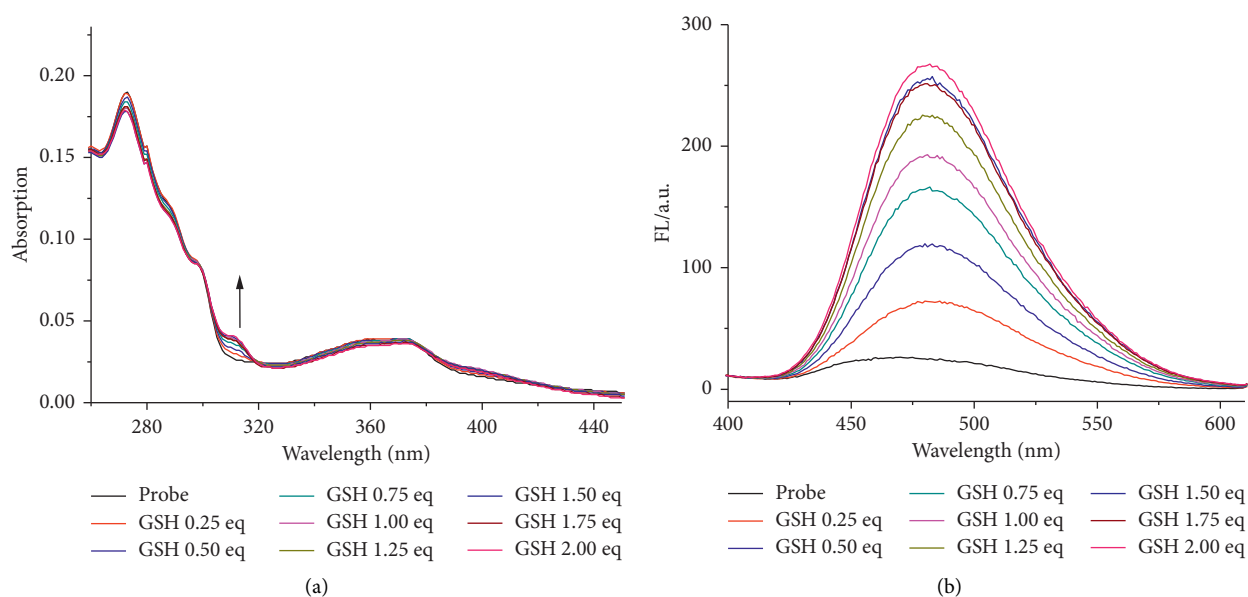 0.20
0.15
0.10
0.05
0.00
Absorption
280 320 360 400 440
Wavelength (nm)
Probe GSH 0.75 eq GSH 1.50 eq
GSH 0.25 eq GSH 1.00 eq GSH 1.75 eq
GSH 0.50 eq GSH 1.25 eq GSH 2.00 eq
(a)
300
200
100
0
FL/a.u.
400 450 500 550 600
Wavelength (nm)
Probe GSH 0.75 eq GSH 1.50 eq
GSH 0.25 eq GSH 1.00 eq GSH 1.75 eq
GSH 0.50 eq GSH 1.25 eq GSH 2.00 eq
(b)